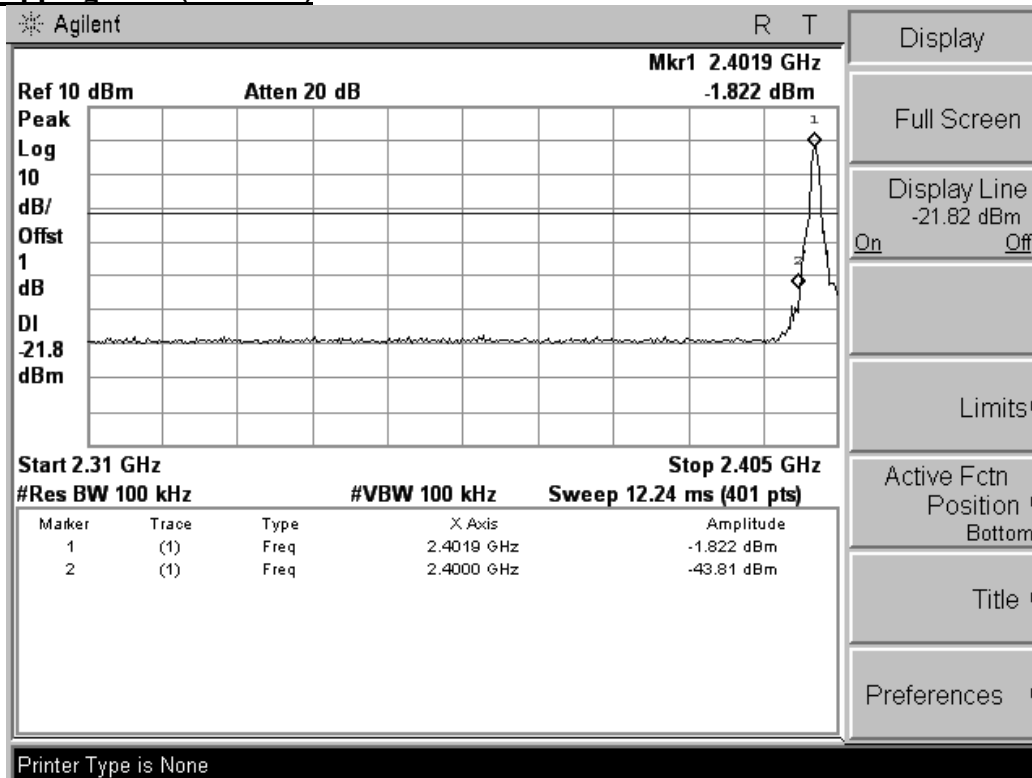 Agilent R T
Mkr1 2.4019 GHz
Ref 10 dBm Atten 20 dB -1.822 dBm
Peak
Log
10
dB/
Offst
1
dB
DI
-21.8
dBm
1
2
Start 2.31 GHz Stop 2.405 GHz
#Res BW 100 kHz #VBW 100 kHz Sweep 12.24 ms (401 pts)
Marker Trace Type X Axis Amplitude
1 (1) Freq 2.4019 GHz -1.822 dBm
2 (1) Freq 2.4000 GHz -43.81 dBm
Printer Type is None
Display
Full Screen
Display Line
-21.82 dBm
On Off
Limits
Active Fctn
Position
Bottom
Title
Preferences